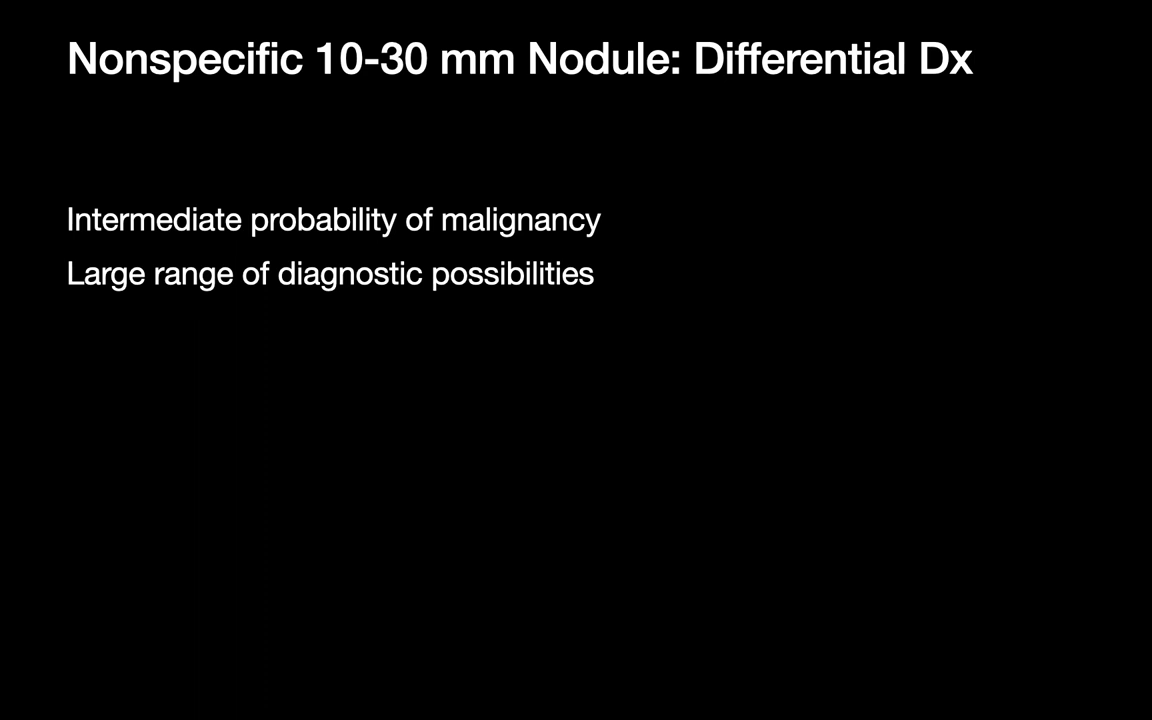 Nonspecific 10-30 mm Nodule: Differential Dx
Intermediate probability of malignancy
Large range of diagnostic possibilities